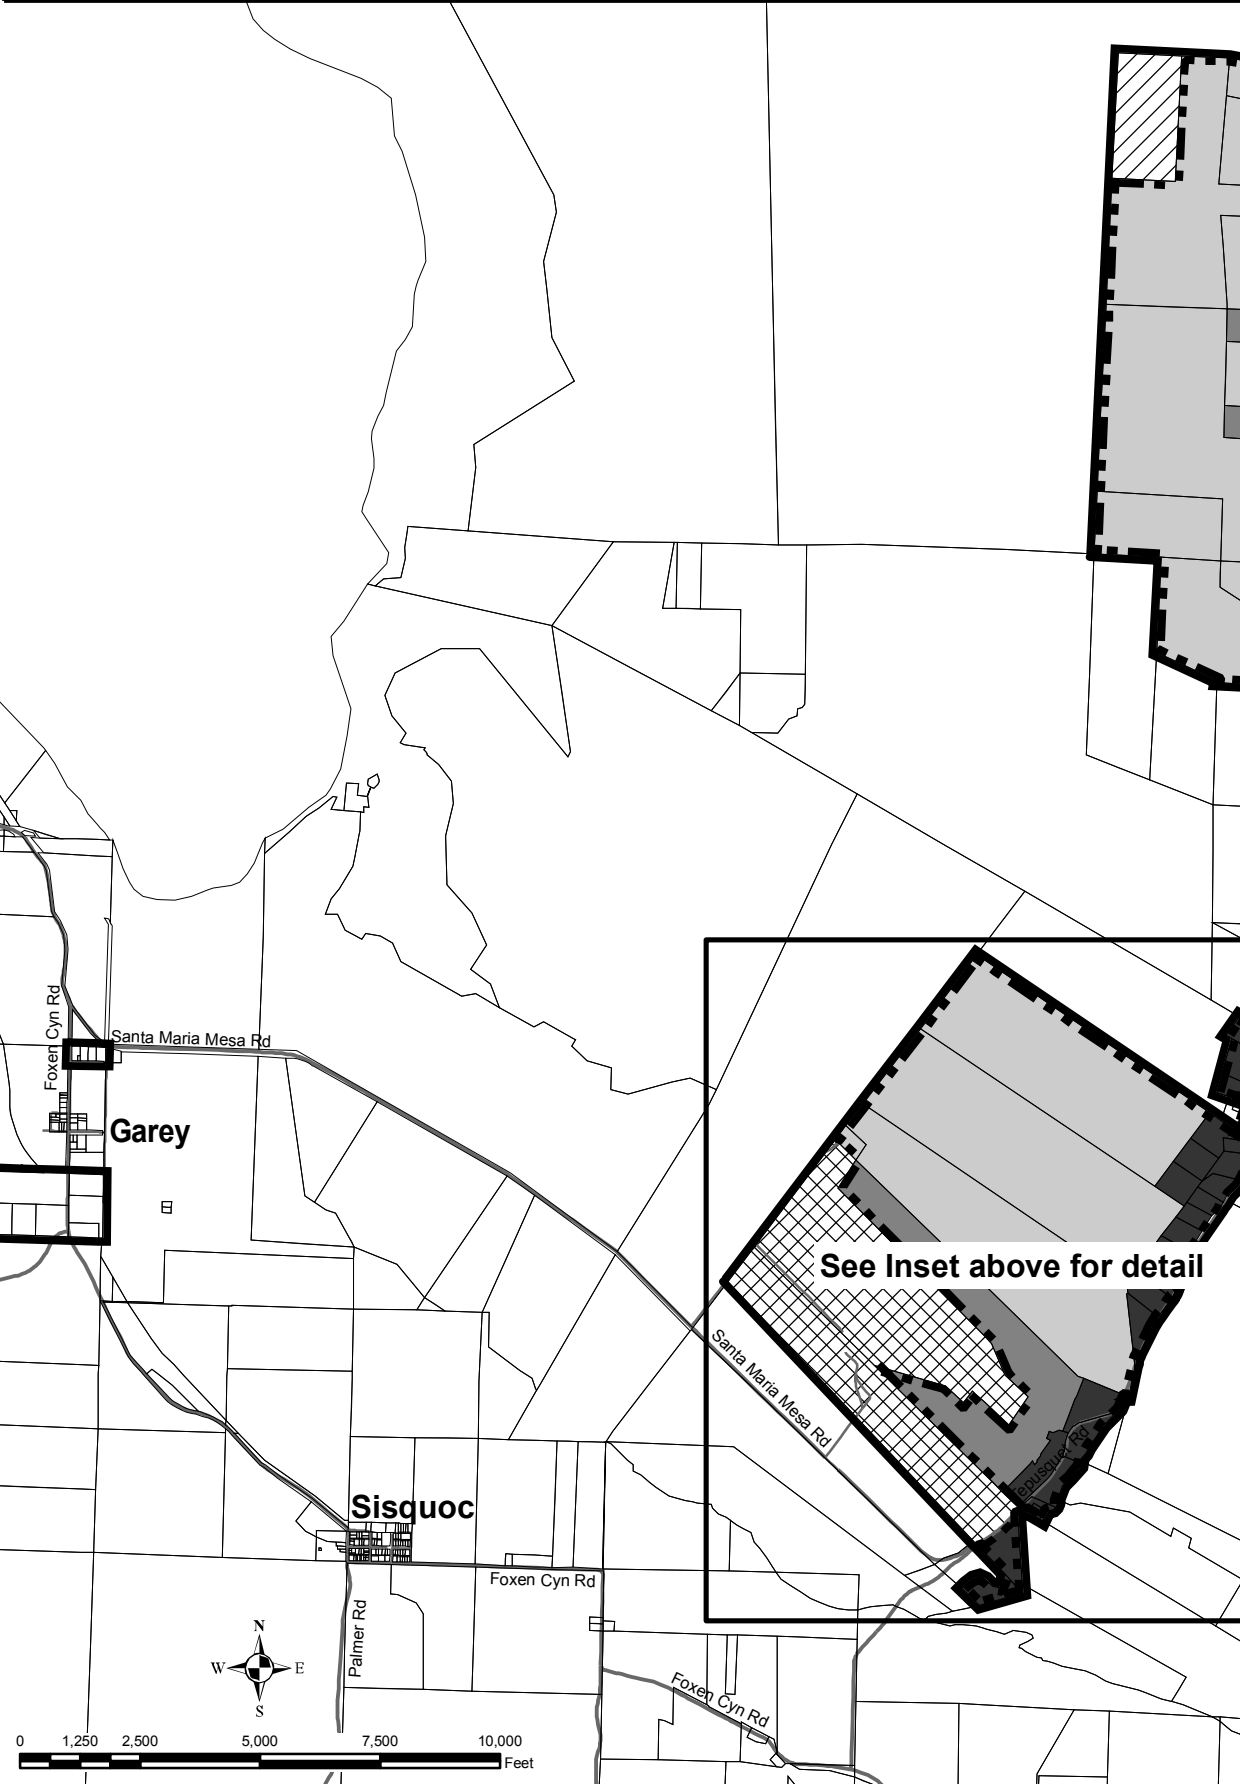 Foxen Cyn Rd
Santa Maria Mesa Rd
Garey
See Inset above for detail
Santa Maria Mesa Rd
Tepusquet Rd
Sisquoc
Foxen Cyn Rd
Palmer Rd
Foxen Cyn Rd
N
W E
S
0 1,250 2,500 5,000 7,500 10,000
Feet